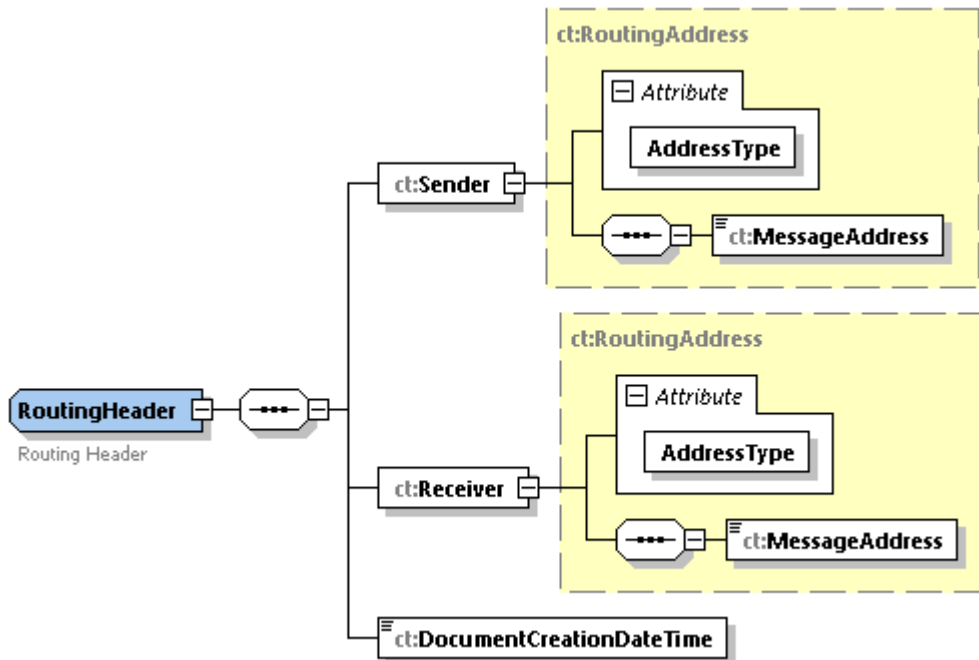 ct:RoutingAddress
Attribute
AddressType
ct:Sender
ct:MessageAddress
ct:RoutingAddress
RoutingHeader
Routing Header
Attribute
AddressType
ct:Receiver
ct:MessageAddress
ct:DocumentCreationDateTime